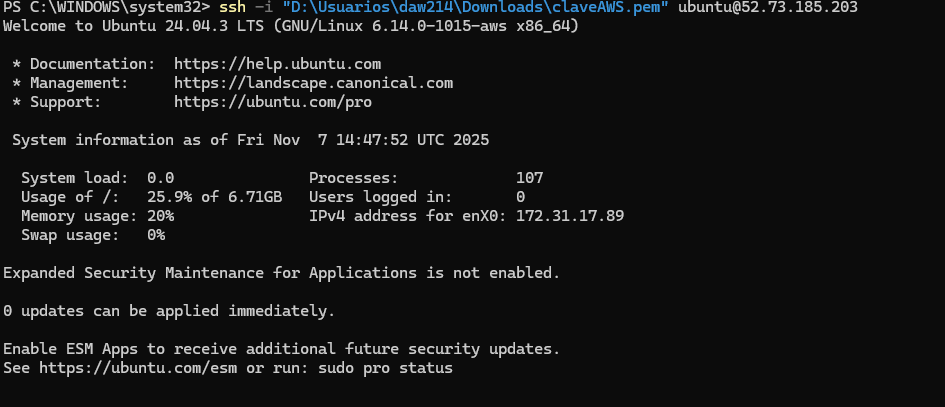 PS C:\WINDOWS\system32> ssh -i "D:\Usuarios\daw214\Downloads\claveAWS.pem" ubuntu@52.73.185.203
Welcome to Ubuntu 24.04.3 LTS (GNU/Linux 6.14.0-1015-aws x86_64)

 * Documentation:  https://help.ubuntu.com
 * Management:     https://landscape.canonical.com
 * Support:        https://ubuntu.com/pro

 System information as of Fri Nov  7 14:47:52 UTC 2025

  System load:  0.0               Processes:             107
  Usage of /:   25.9% of 6.71GB   Users logged in:       0
  Memory usage: 20%               IPv4 address for enX0: 172.31.17.89
  Swap usage:   0%

Expanded Security Maintenance for Applications is not enabled.

0 updates can be applied immediately.

Enable ESM Apps to receive additional future security updates.
See https://ubuntu.com/esm or run: sudo pro status